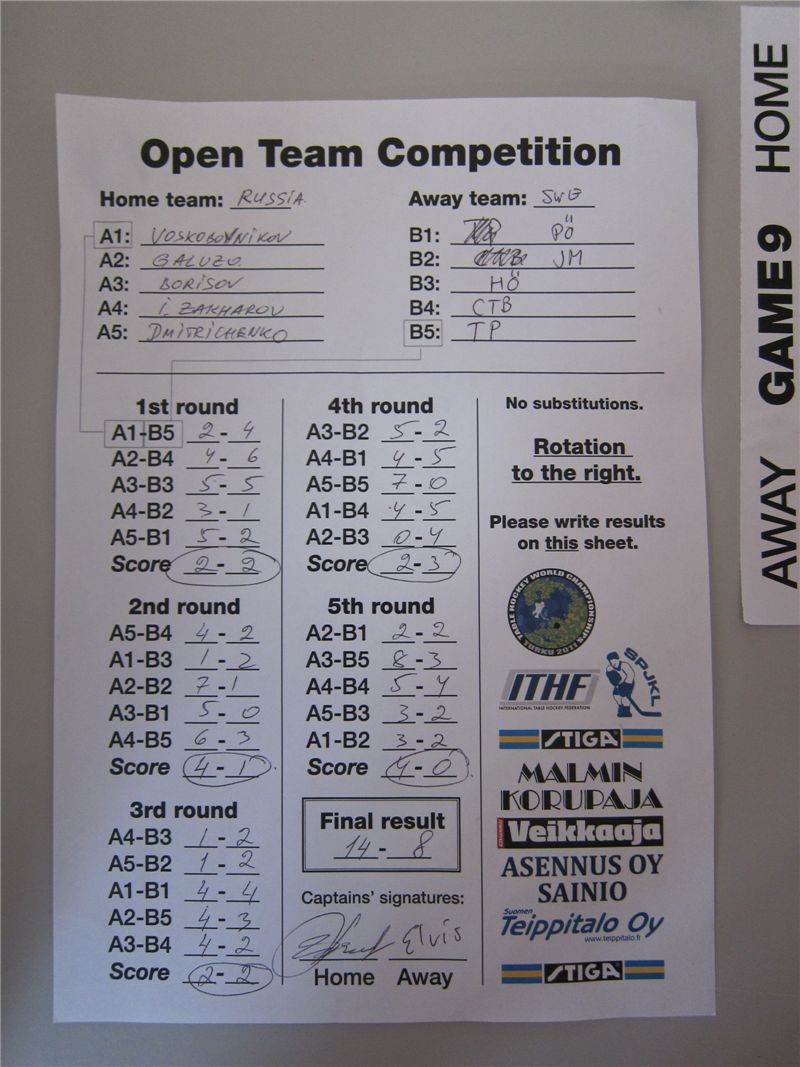 Open Team Competition
Home team: RUSSIA
Away team: SWE
A1: VOSKOBOYNIKOV
A2: GALUZO
A3: BORISOV
A4: I. ZAKHAROV
A5: DMITRICHENKO
B1: PÖ
B2: JM
B3: HÖ
B4: CTB
B5: TP
1st round
A1-B5 2 - 4
A2-B4 4 - 6
A3-B3 5 - 5
A4-B2 3 - 1
A5-B1 5 - 2
Score 2 - 2
2nd round
A5-B4 4 - 2
A1-B3 1 - 2
A2-B2 7 - 1
A3-B1 5 - 0
A4-B5 6 - 3
Score 4 - 1
3rd round
A4-B3 1 - 2
A5-B2 1 - 2
A1-B1 4 - 4
A2-B5 4 - 3
A3-B4 4 - 2
Score 2 - 2
4th round
A3-B2 5 - 2
A4-B1 4 - 5
A5-B5 7 - 0
A1-B4 4 - 5
A2-B3 0 - 4
Score 2 - 3
5th round
A2-B1 2 - 2
A3-B5 8 - 3
A4-B4 5 - 4
A5-B3 3 - 2
A1-B2 3 - 2
Score 4 - 0
Final result
14 - 8
Captains' signatures:
Elvis
Home Away
No substitutions.
Rotation
to the right.
Please write results
on this sheet.
TABLE HOCKEY WORLD CHAMPIONSHIPS
TURKU 2011
ITHF
INTERNATIONAL TABLE HOCKEY FEDERATION
SPJKL
STIGA
MALMIN
KORUPAJA
Veikkaaja
ASENNUS OY
SAINIO
Suomen
Teippitalo Oy
www.teippitalo.fi
STIGA
AWAY GAME 9 HOME